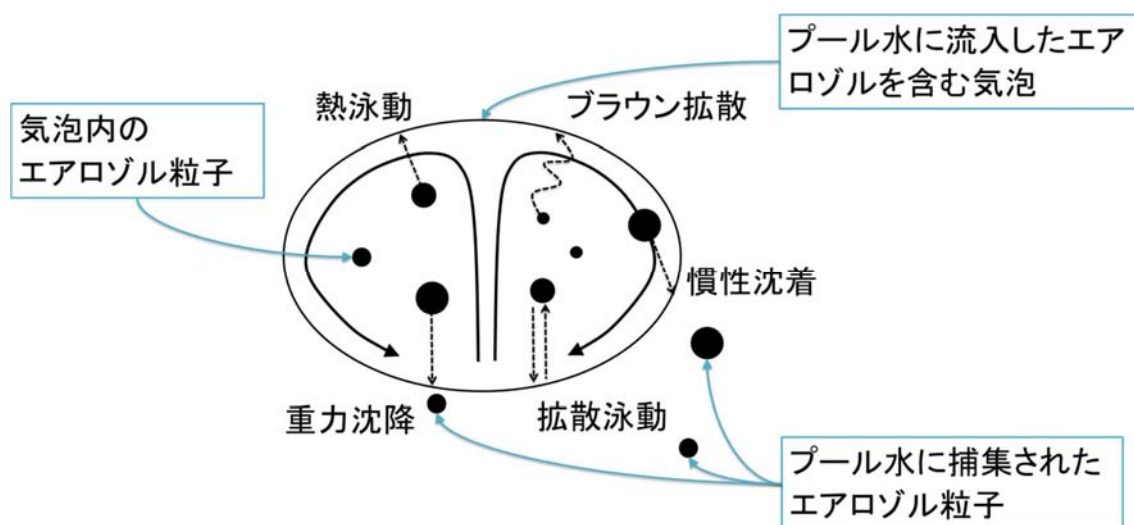 プール水に流入したエア
ロゾルを含む気泡
熱泳動
ブラウン拡散
気泡内の
エアロゾル粒子
慣性沈着
重力沈降
拡散泳動
プール水に捕集された
エアロゾル粒子